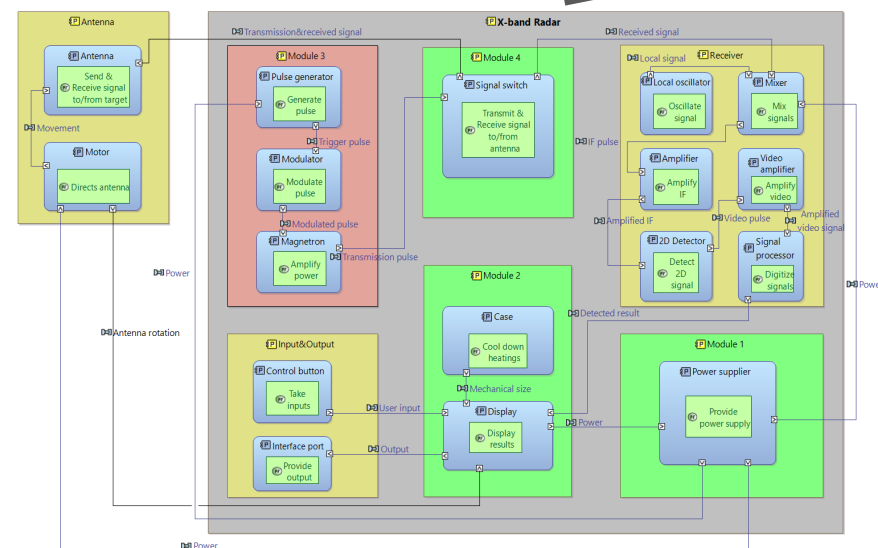 Antenna
X-band Radar
Transmission&received signal
Received signal
Antenna
Send &
Receive signal
to/from target
Movement
Motor
Directs antenna
Power
Antenna rotation
Module 3
Pulse generator
Generate
pulse
Trigger pulse
Modulator
Modulate
pulse
Modulated pulse
Magnetron
Amplify
power
Transmission pulse
Module 4
Signal switch
Transmit &
Receive signal
to/from
antenna
IF pulse
Receiver
Local signal
Local oscillator
Oscillate
signal
Mixer
Mix
signals
Amplifier
Amplify
IF
Video
amplifier
Amplify
video
Amplified IF
Video pulse
Amplified
video signal
2D Detector
Detect
2D
signal
Signal
processor
Digitize
signals
Detected result
Input&Output
Control button
Take
inputs
User input
Interface port
Provide
output
Output
Module 2
Case
Cool down
heatings
Mechanical size
Display
Display
results
Power
Module 1
Power supplier
Provide
power supply
Powe
Power